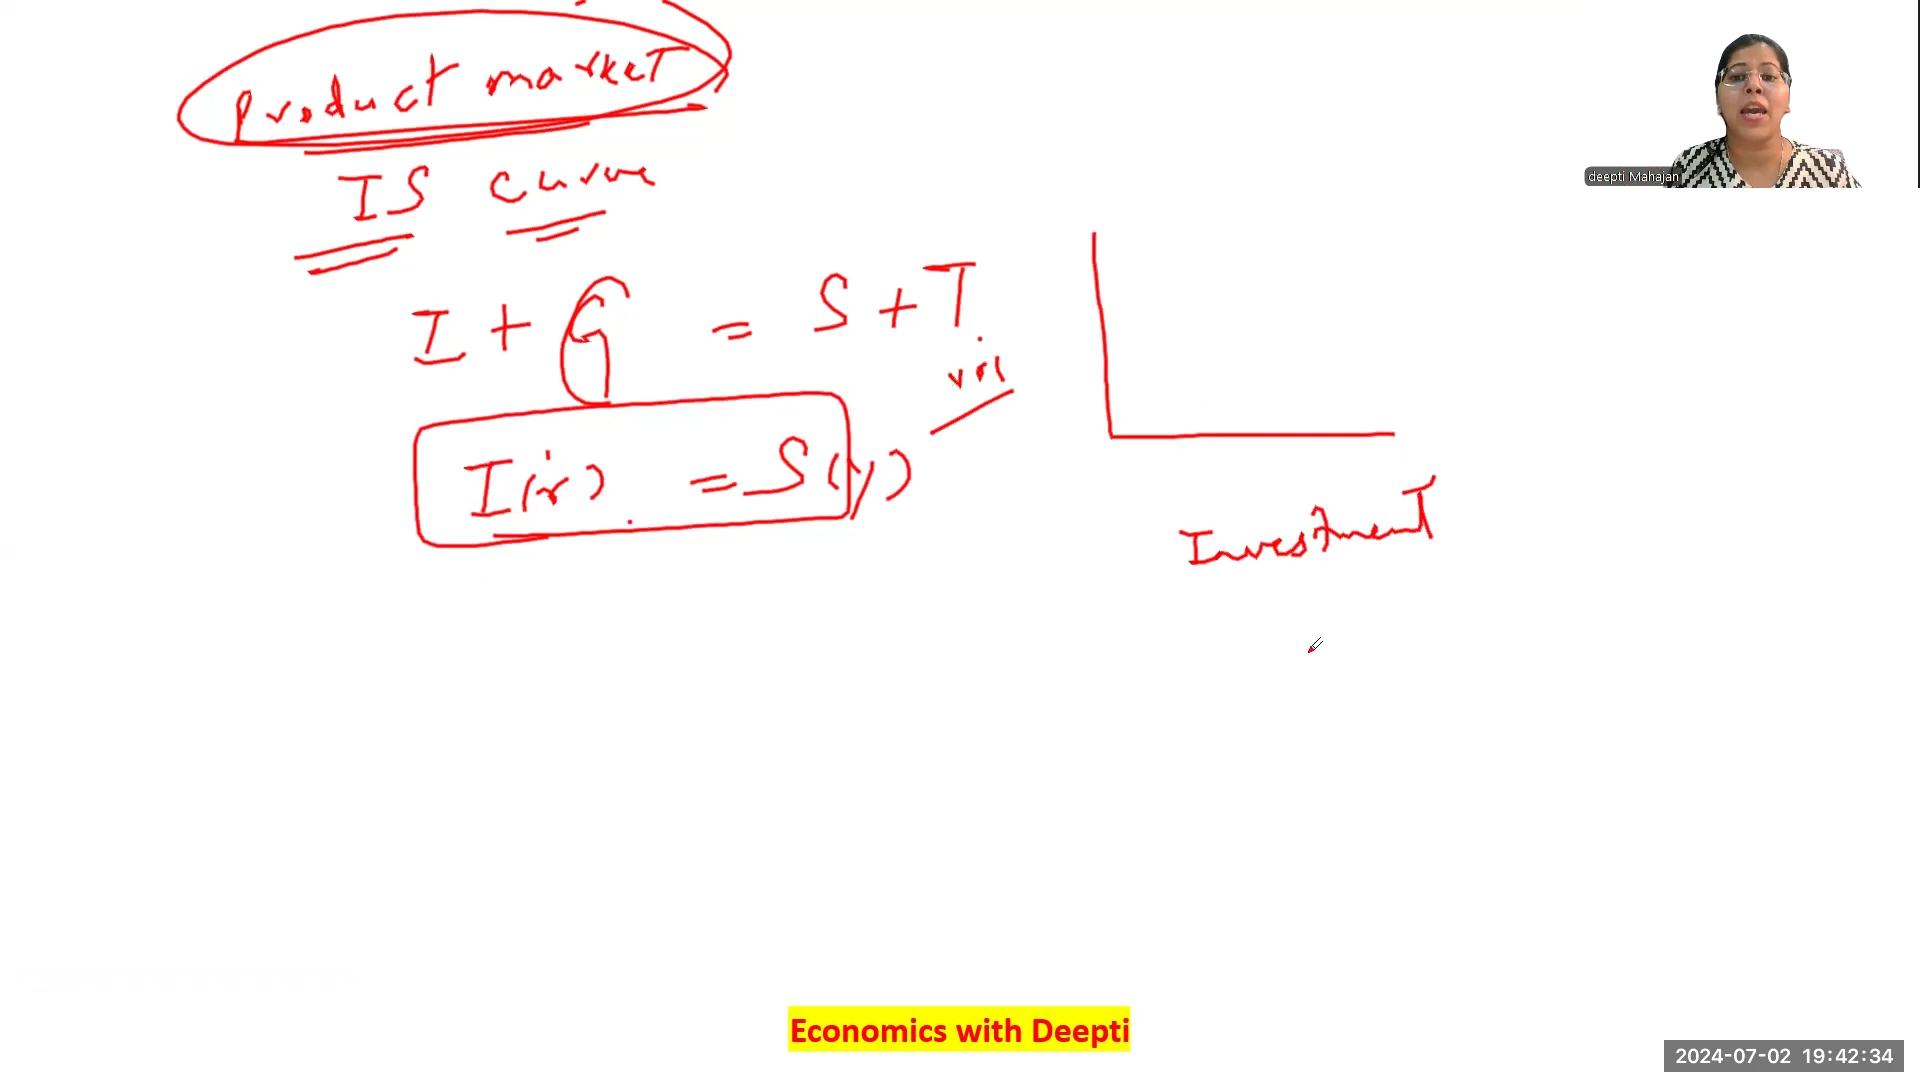 Product market
IS curve
I + G = S + T
I(r) = S(y)
Investment
deepti Mahajan
Economics with Deepti
2024-07-02 19:42:34